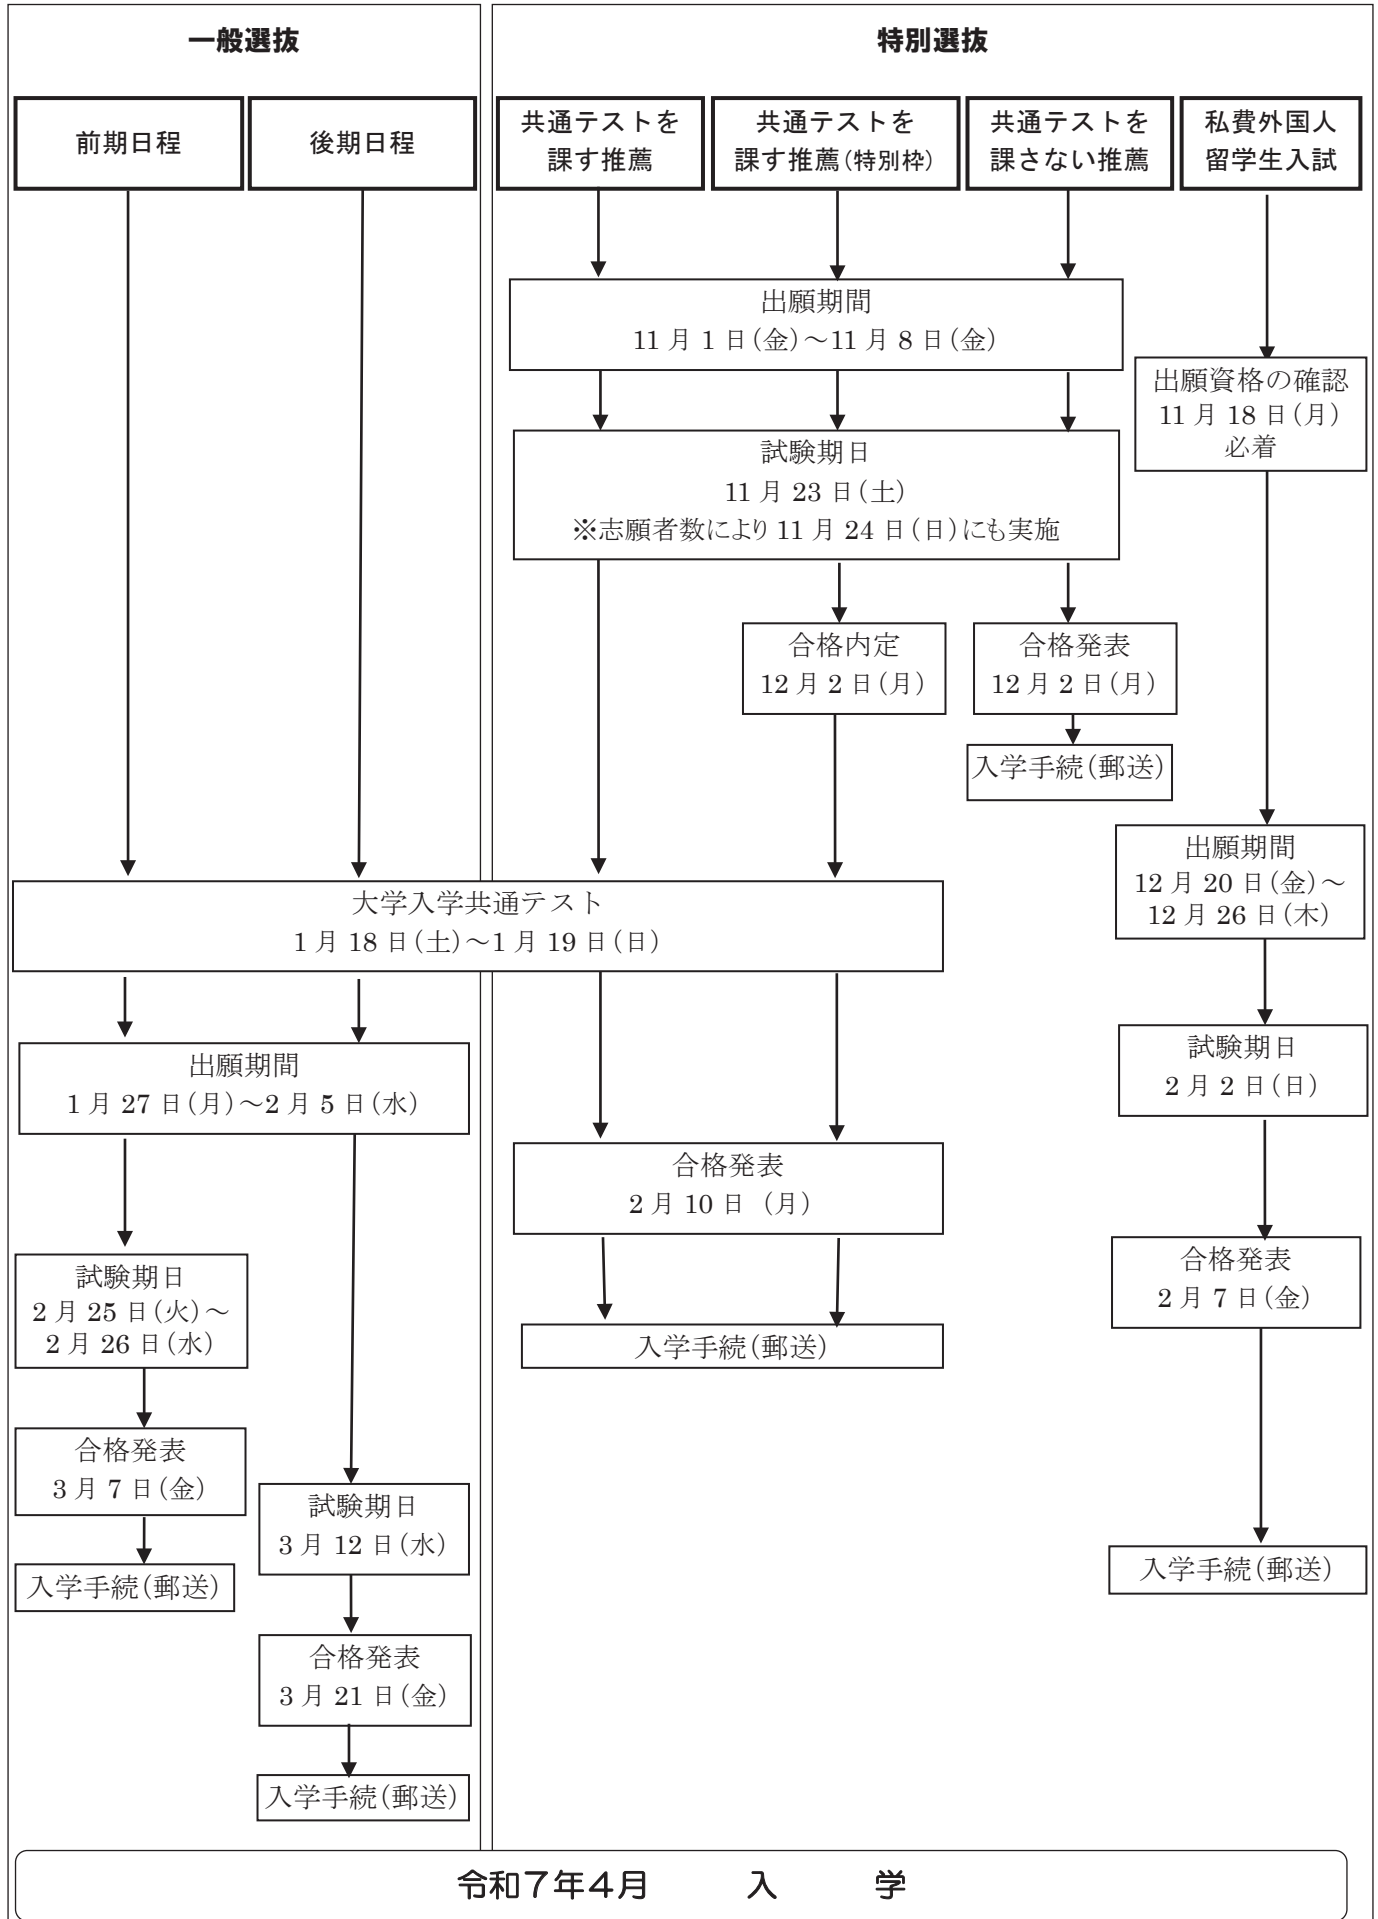 一般選抜
特別選抜
前期日程
後期日程
共通テストを
課す推薦
共通テストを
課す推薦(特別枠)
共通テストを
課さない推薦
私費外国人
留学生入試
出願期間
11月1日(金)～11月8日(金)
出願資格の確認
11月18日(月)
必着
試験期日
11月23日(土)
※志願者数により11月24日(日)にも実施
合格内定
12月2日(月)
合格発表
12月2日(月)
入学手続(郵送)
出願期間
12月20日(金)～
12月26日(木)
大学入学共通テスト
1月18日(土)～1月19日(日)
出願期間
1月27日(月)～2月5日(水)
試験期日
2月2日(日)
合格発表
2月10日 (月)
試験期日
2月25日(火)～
2月26日(水)
合格発表
2月7日(金)
入学手続(郵送)
合格発表
3月7日(金)
試験期日
3月12日(水)
入学手続(郵送)
入学手続(郵送)
合格発表
3月21日(金)
入学手続(郵送)
令和7年4月 入 学